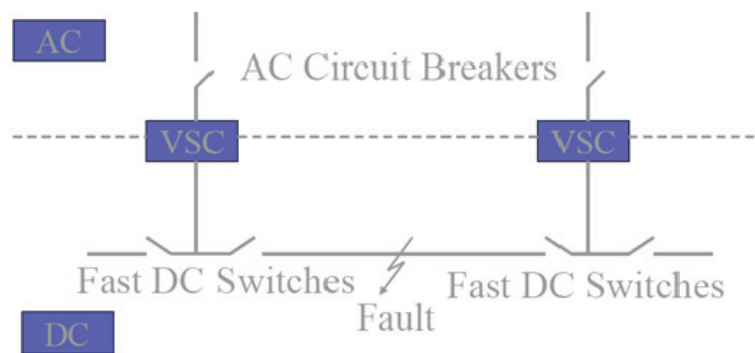 AC
AC Circuit Breakers
VSC
VSC
Fast DC Switches
Fast DC Switches
Fault
DC